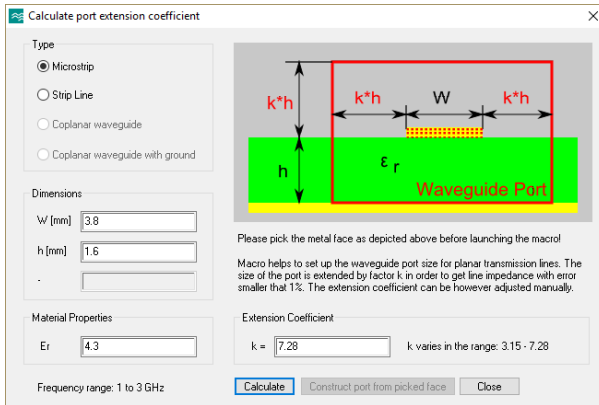 Calculate port extension coefficient
Type
Microstrip
Strip Line
Coplanar waveguide
Coplanar waveguide with ground
k*h
k*h
W
k*h
h
εr
Waveguide Port
Dimensions
W [mm] 3.8
h [mm] 1.6
-
Please pick the metal face as depicted above before launching the macro!
Macro helps to set up the waveguide port size for planar transmission lines. The
size of the port is extended by factor k in order to get line impedance with error
smaller that 1%. The extension coefficient can be however adjusted manually.
Material Properties
Er 4.3
Extension Coefficient
k = 7.28 k varies in the range: 3.15 - 7.28
Frequency range: 1 to 3 GHz
Calculate Construct port from picked face Close